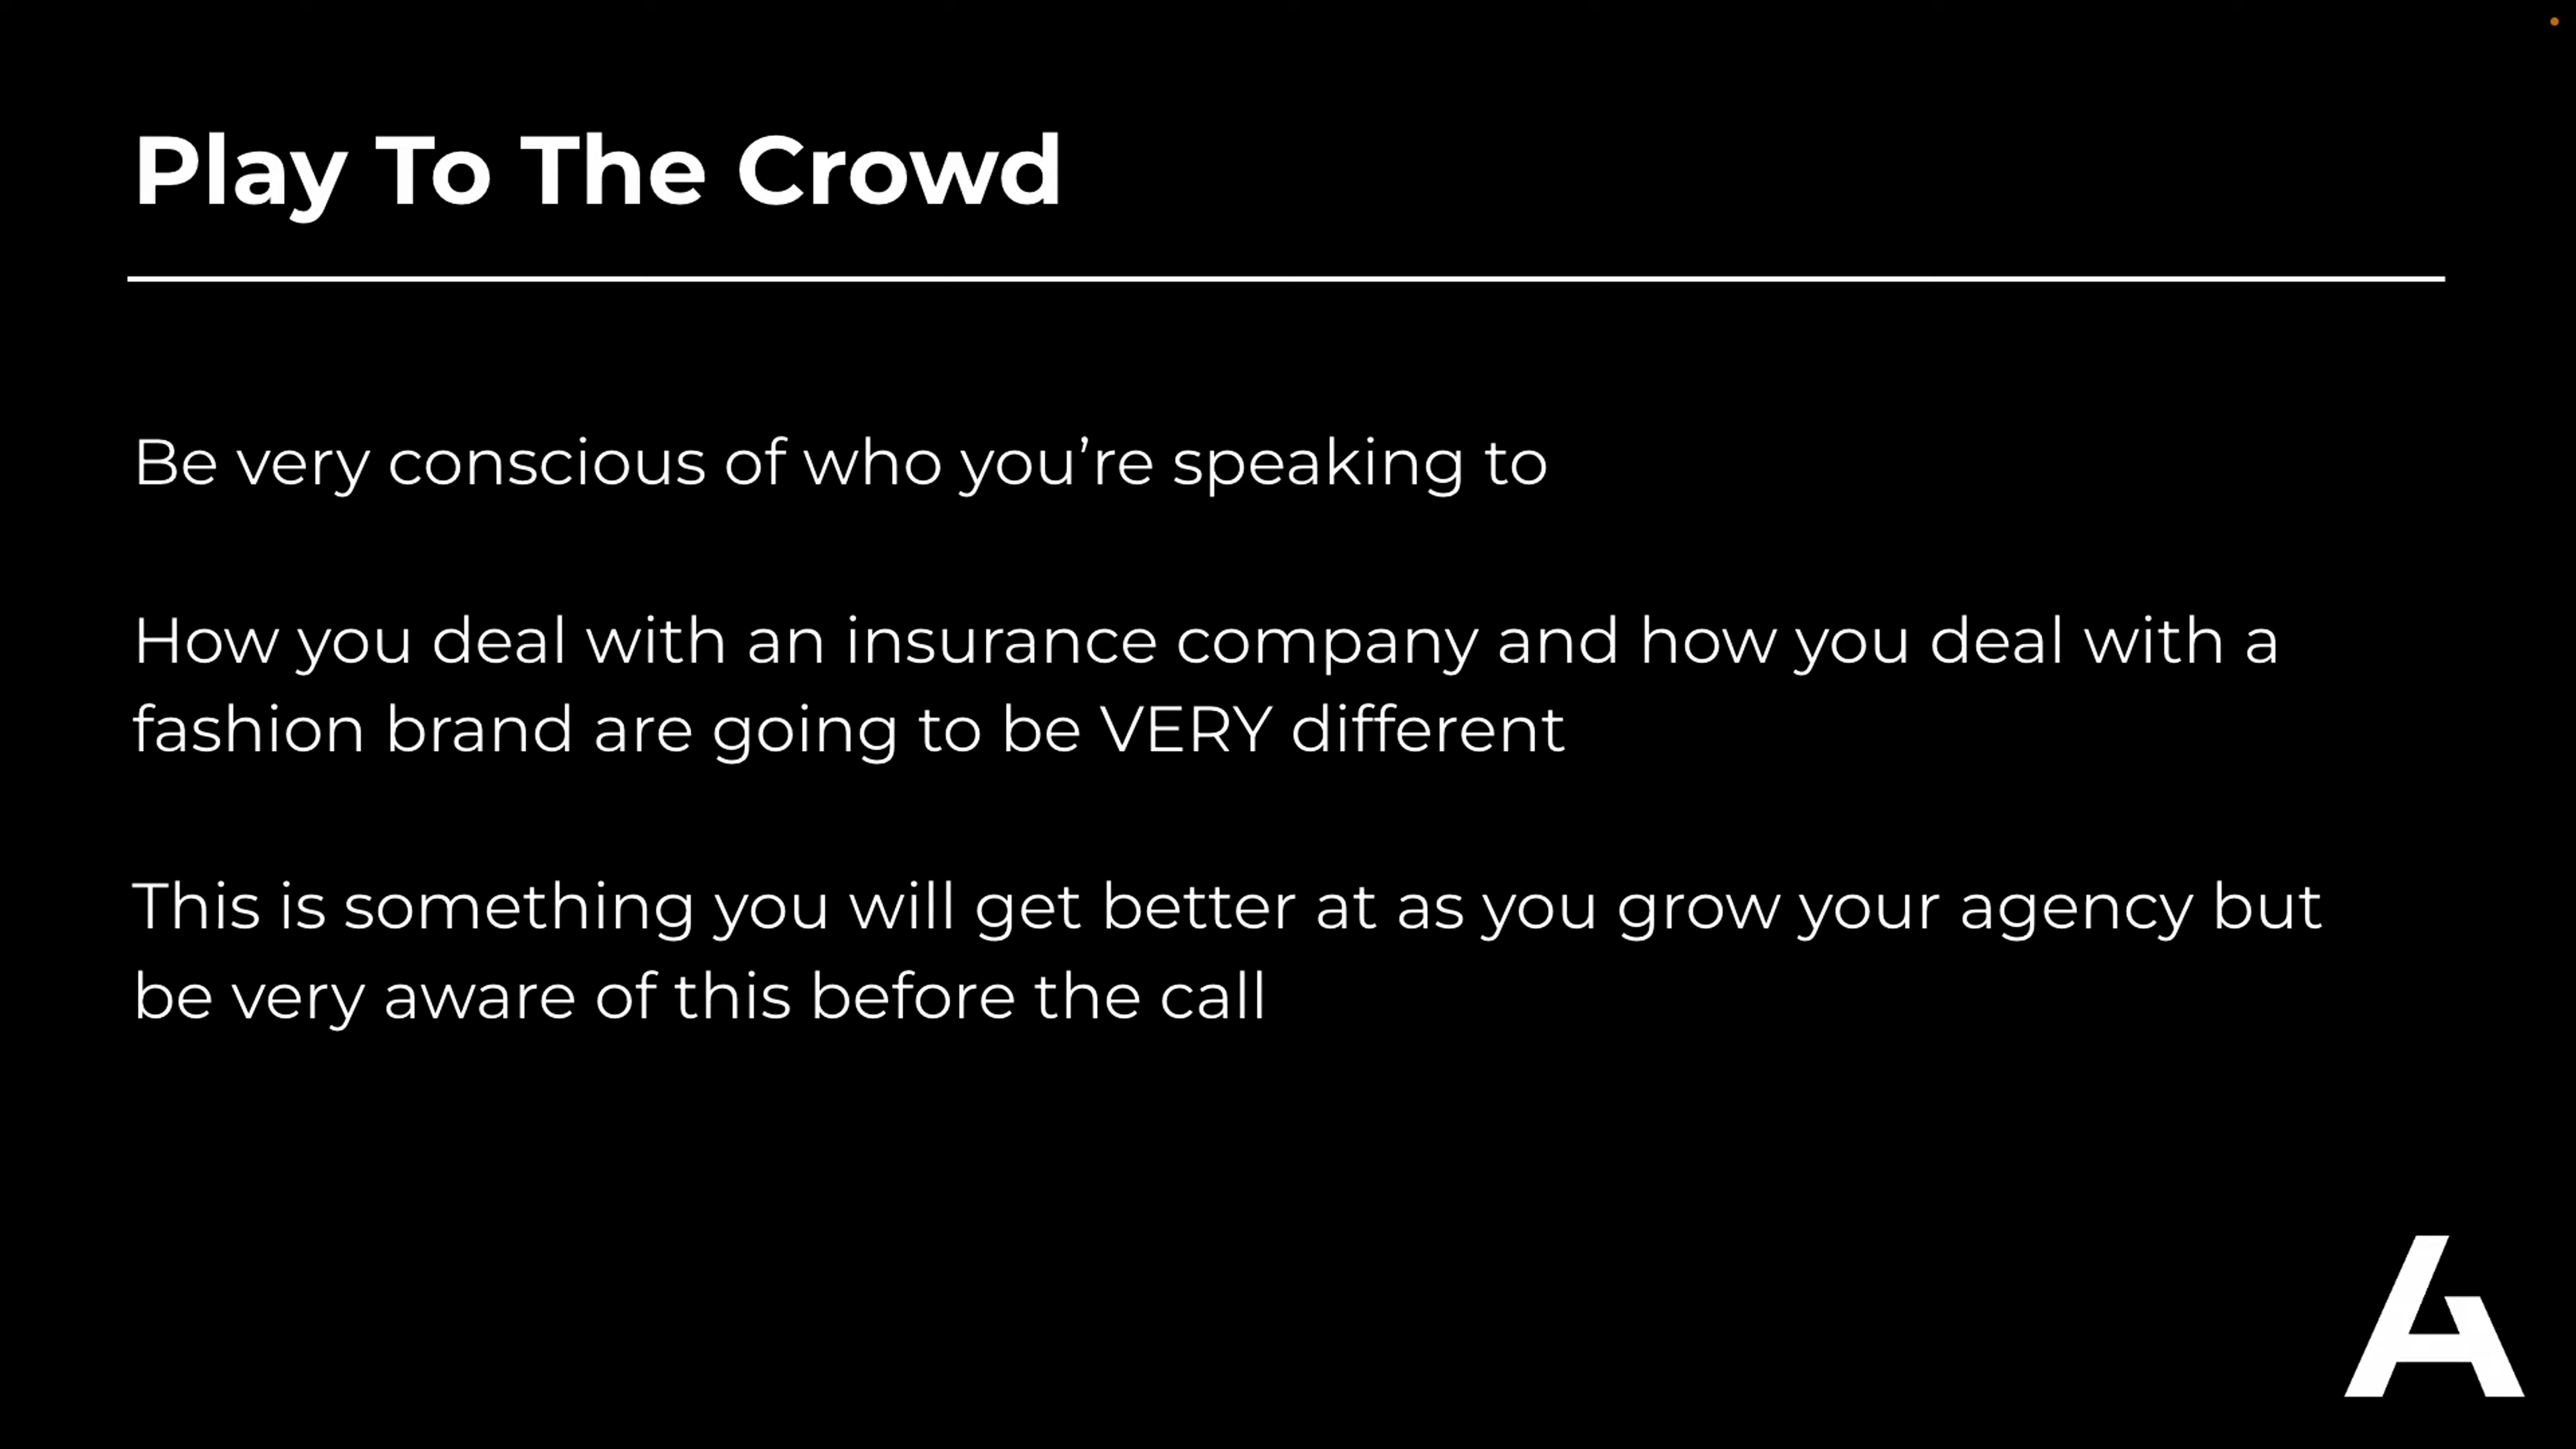 Play To The Crowd
Be very conscious of who you’re speaking to
How you deal with an insurance company and how you deal with a
fashion brand are going to be VERY different
This is something you will get better at as you grow your agency but
be very aware of this before the call